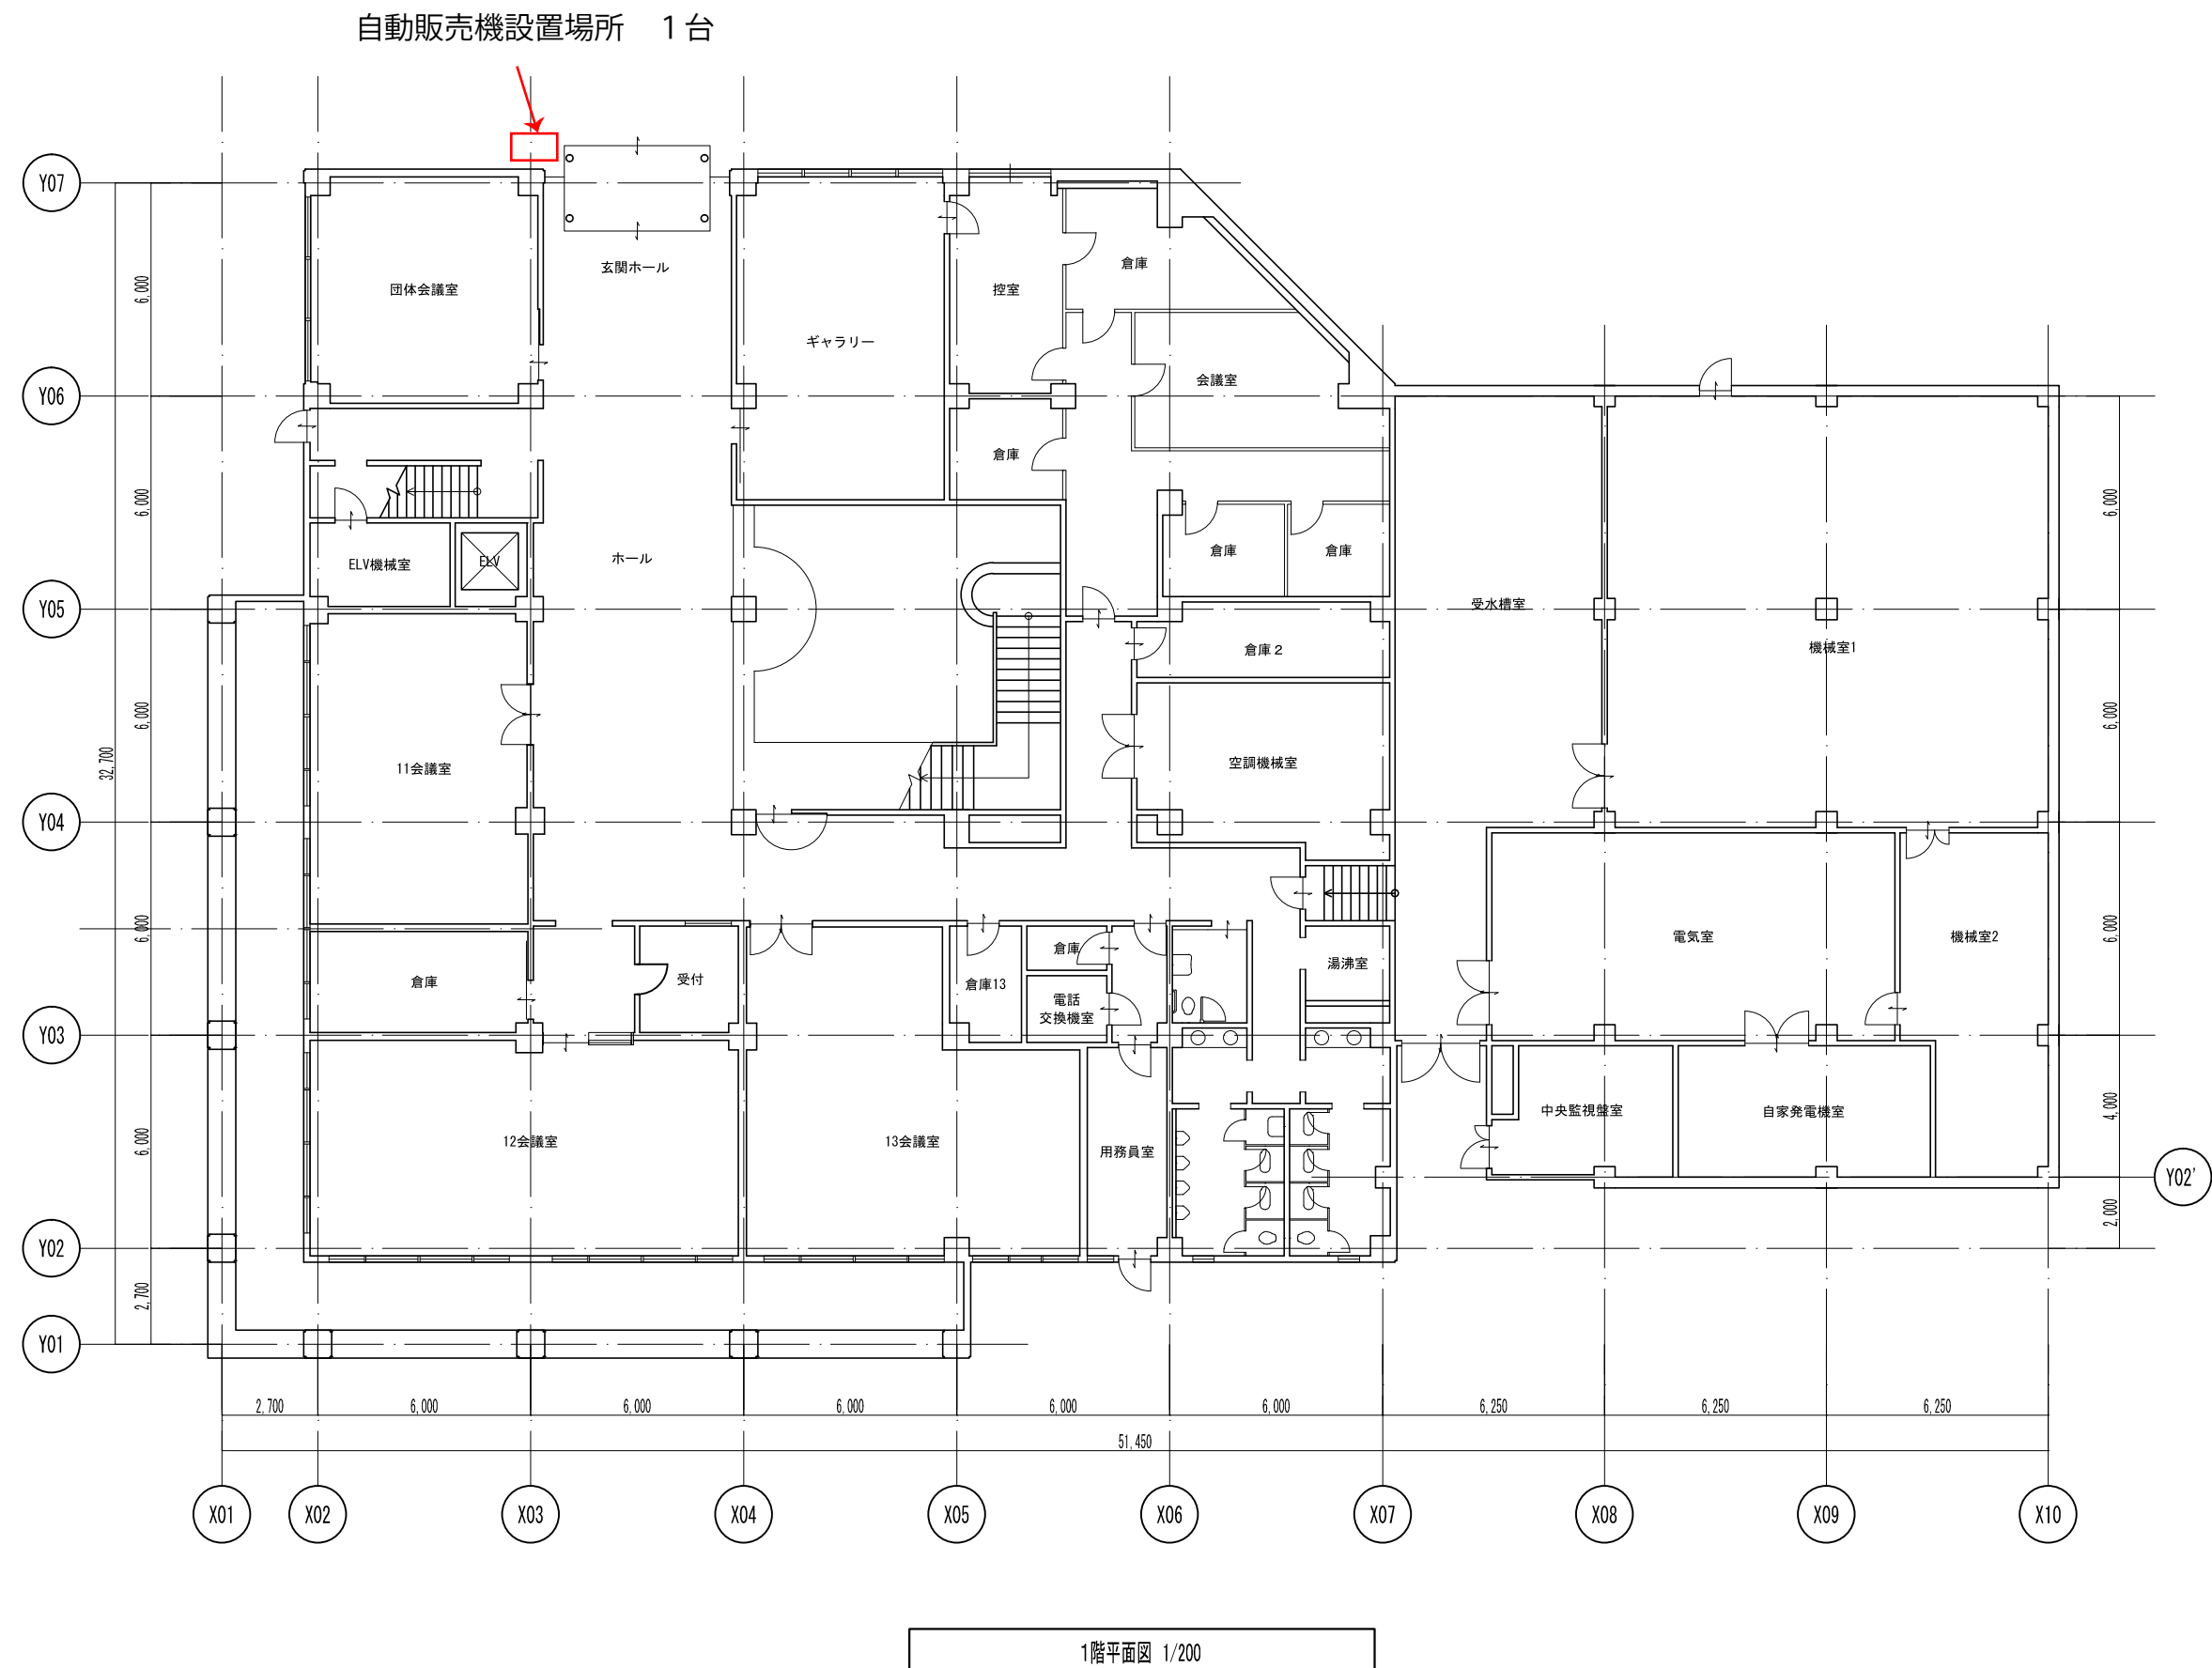 自動販売機設置場所　１台
Y07
6,000
団体会議室
玄関ホール
ギャラリー
控室
倉庫
会議室
Y06
6,000
倉庫
6,000
ELV機械室
ELV
ホール
倉庫
倉庫
Y05
受水槽室
機械室1
倉庫２
6,000
6,000
32,700
11会議室
空調機械室
Y04
6,000
6,000
倉庫
受付
倉庫13
倉庫
電話
交換機室
湯沸室
電気室
機械室2
Y03
6,000
12会議室
13会議室
用務員室
中央監視盤室
自家発電機室
4,000
Y02'
2,000
Y02
2,700
Y01
2,700
6,000
6,000
6,000
6,000
6,000
6,250
6,250
6,250
51,450
X01
X02
X03
X04
X05
X06
X07
X08
X09
X10
1階平面図 1/200